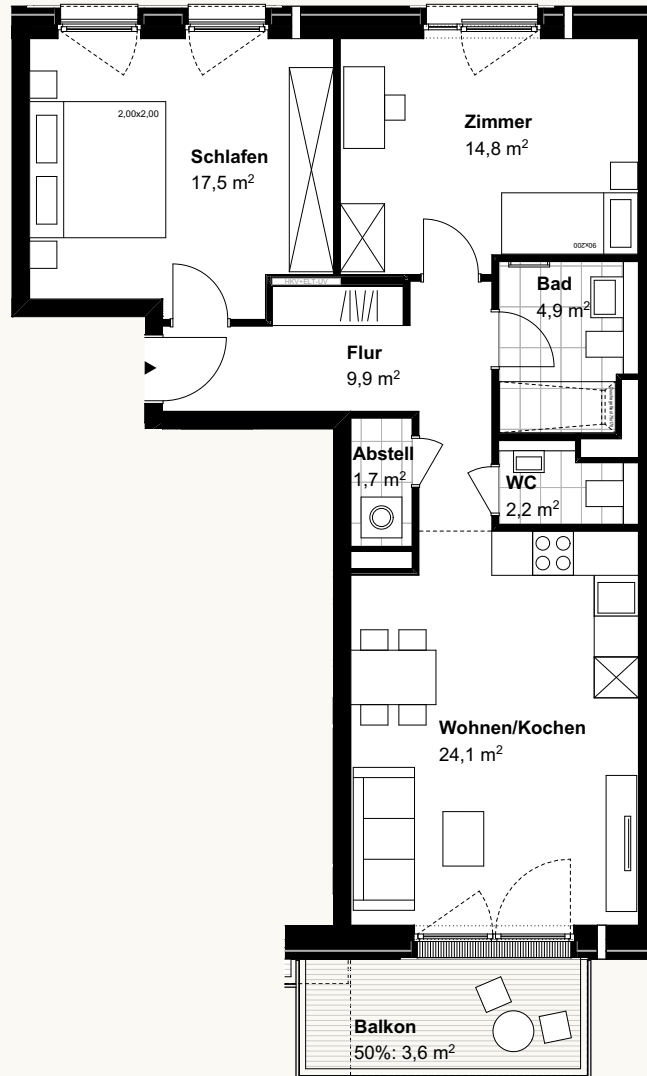 2,00x2,00
Schlafen
17,5 m²
Zimmer
14,8 m²
90x200
HKV+ELT-UV
Bad
4,9 m²
Flur
9,9 m²
Abstell
1,7 m²
WC
2,2 m²
Wohnen/Kochen
24,1 m²
Balkon
50%: 3,6 m²